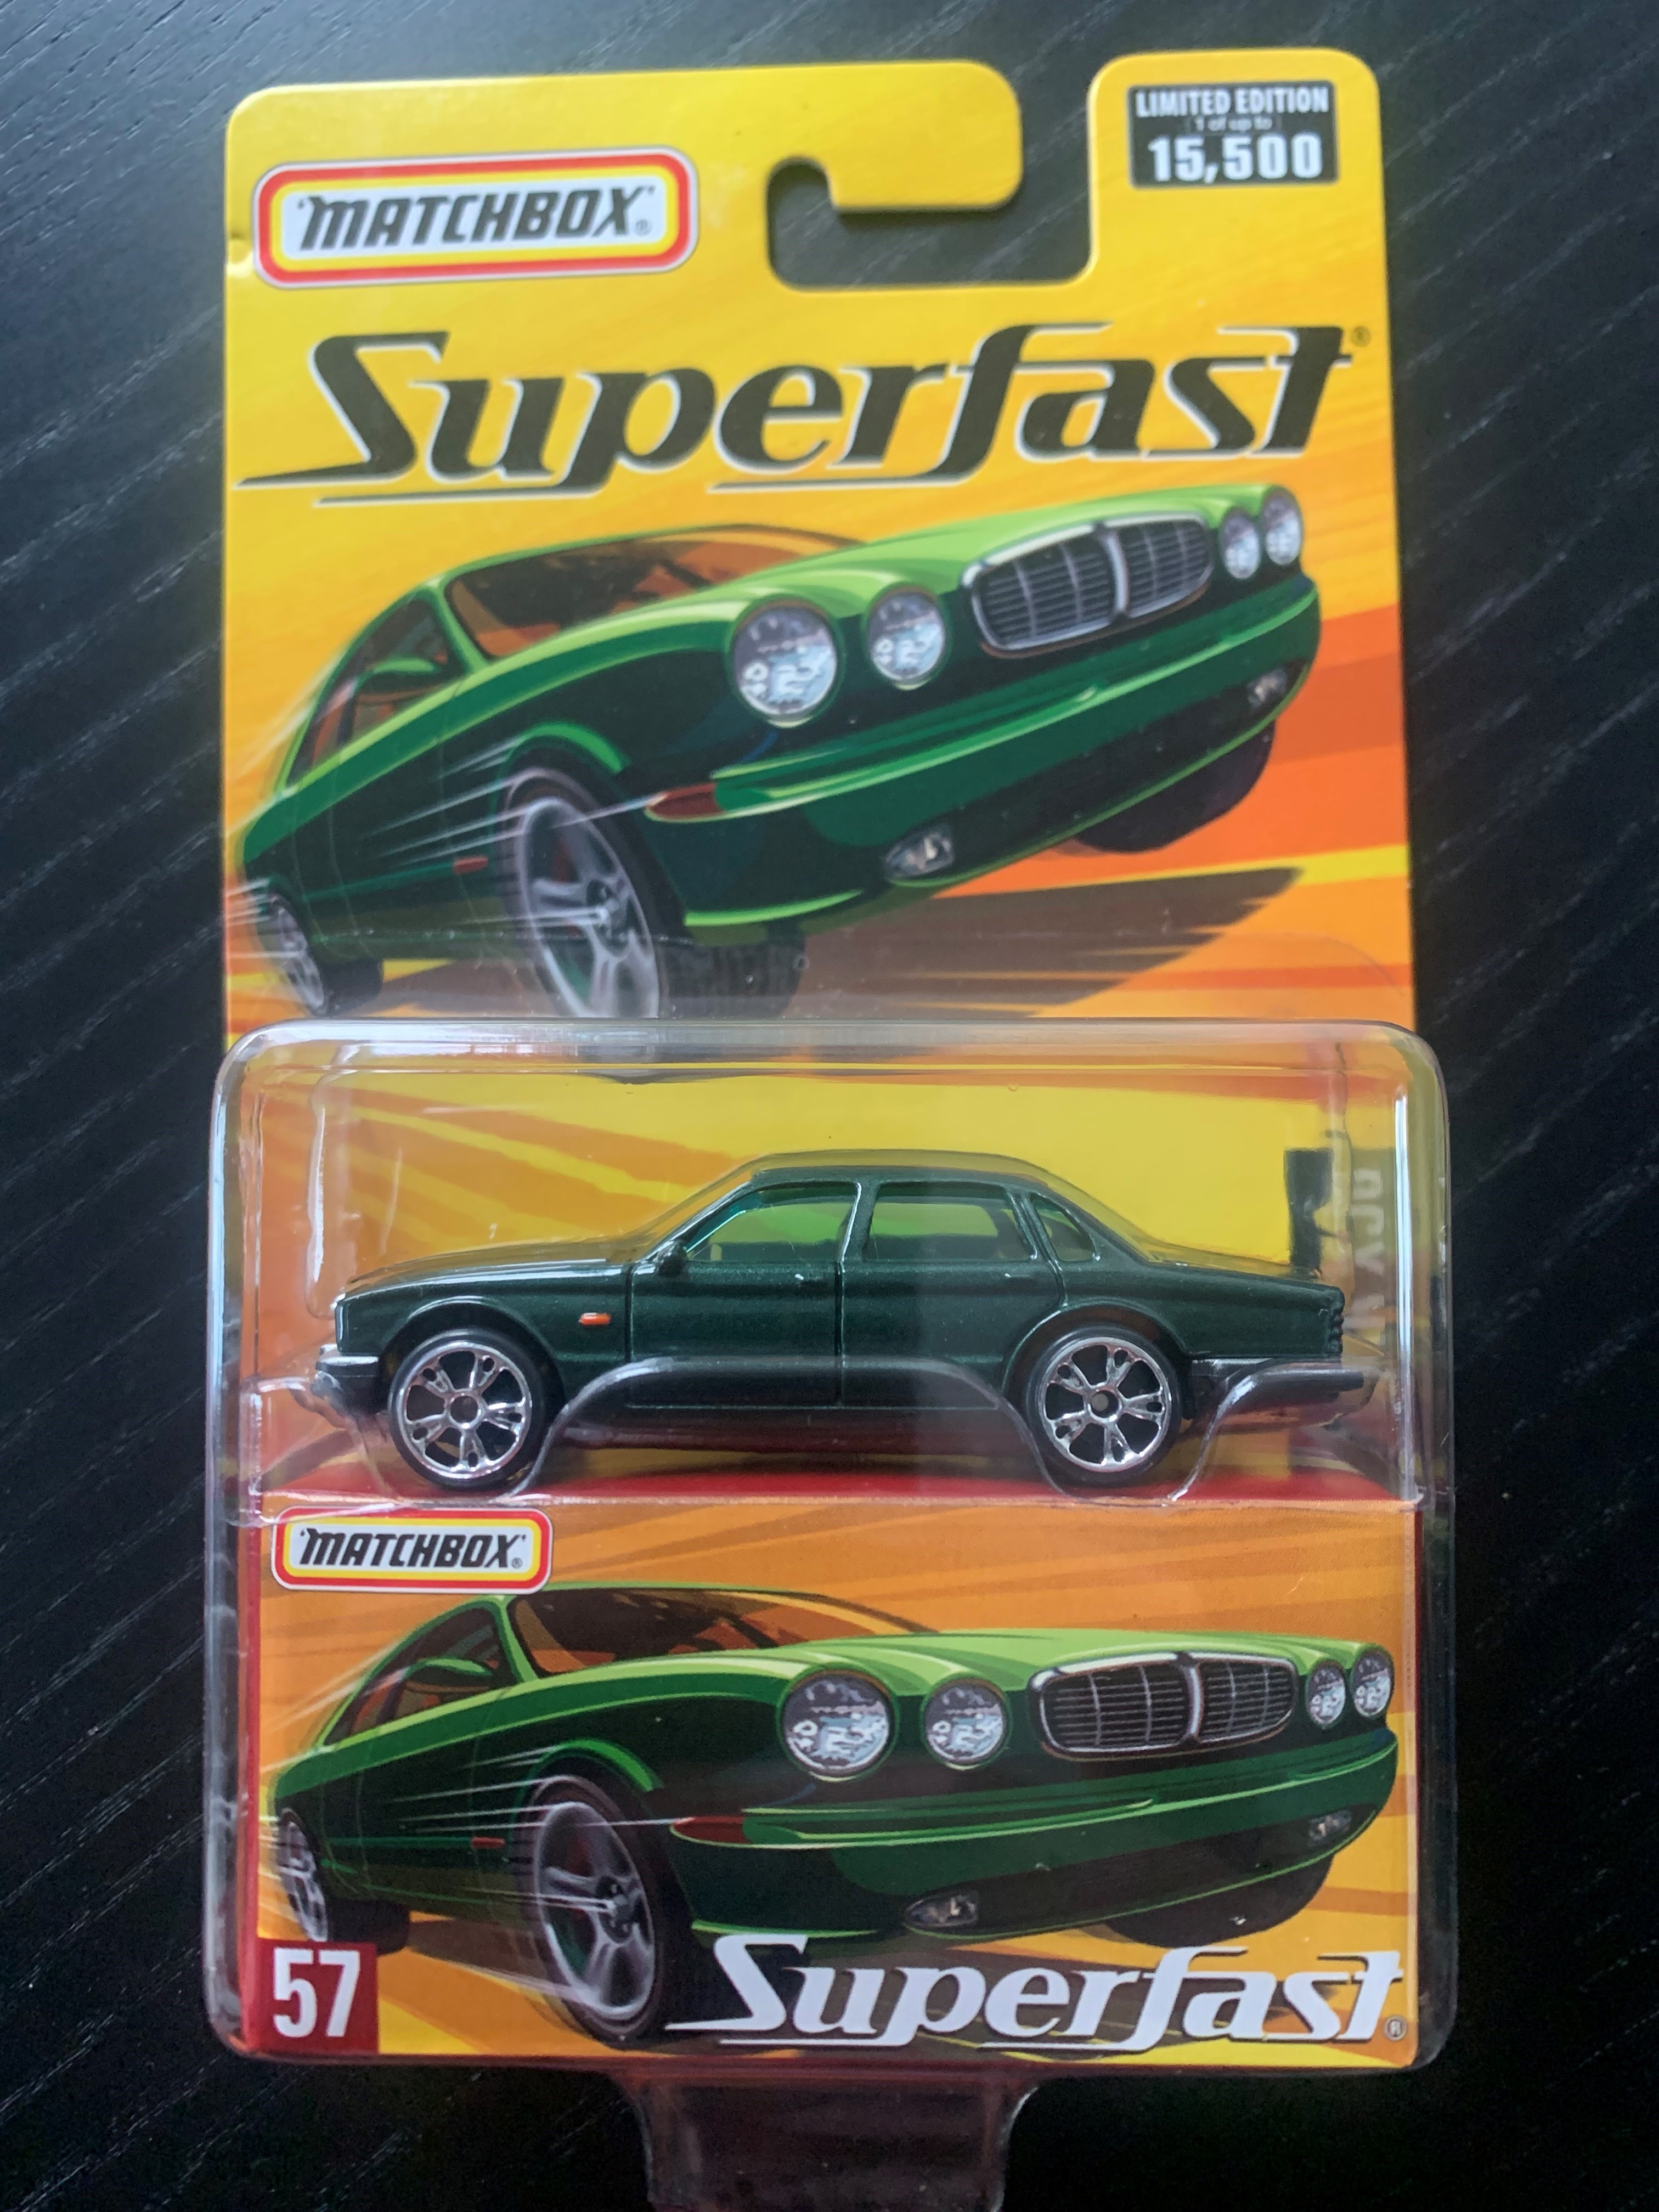 LIMITED EDITION
1 of up to
15,500
'MATCHBOX'®
Superfast®
'MATCHBOX'®
57
Superfast®